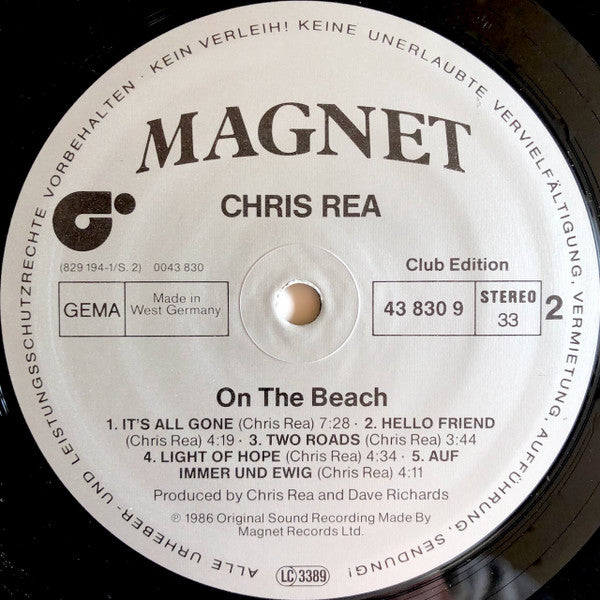 ALLE URHEBER- UND LEISTUNGSSCHUTZRECHTE VORBEHALTEN · KEIN VERLEIH! KEINE UNERLAUBTE VERVIELFÄLTIGUNG, VERMIETUNG, AUFFÜHRUNG, SENDUNG!
MAGNET
CHRIS REA
(829 194-1/S. 2) 0043 830
Club Edition
GEMA
Made in
West Germany
43 830 9
STEREO
33
2
On The Beach
1. IT'S ALL GONE (Chris Rea) 7:28 · 2. HELLO FRIEND
(Chris Rea) 4:19 · 3. TWO ROADS (Chris Rea) 3:44
4. LIGHT OF HOPE (Chris Rea) 4:34 · 5. AUF
IMMER UND EWIG (Chris Rea) 4:11
Produced by Chris Rea and Dave Richards
℗ 1986 Original Sound Recording Made By
Magnet Records Ltd.
LC 3389